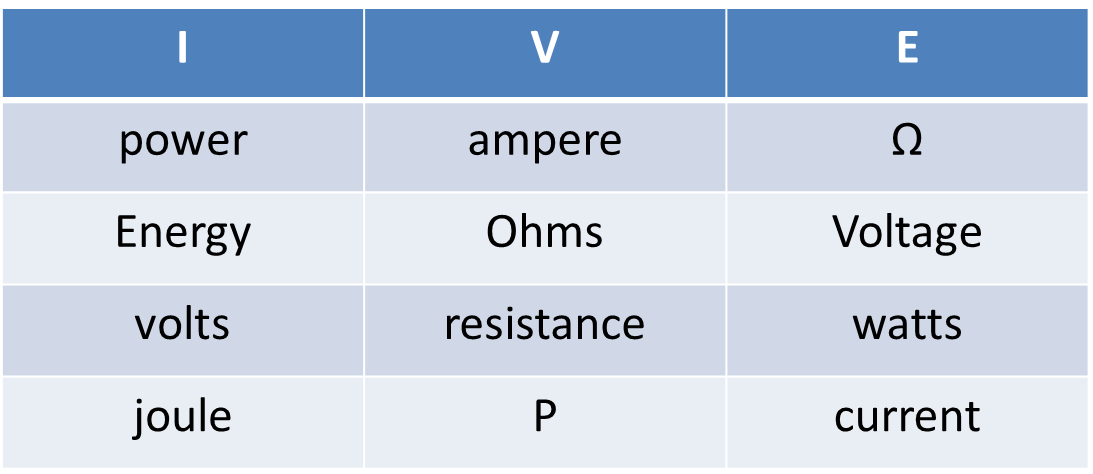 I V E
power ampere Ω
Energy Ohms Voltage
volts resistance watts
joule P current